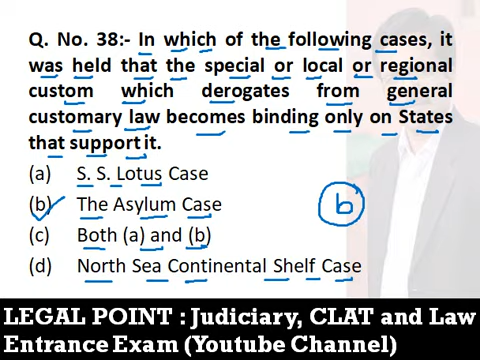 Q. No. 38:- In which of the following cases, it
was held that the special or local or regional
custom which derogates from general
customary law becomes binding only on States
that support it.
(a) S. S. Lotus Case
(b) The Asylum Case
b
(c) Both (a) and (b)
(d) North Sea Continental Shelf Case
LEGAL POINT : Judiciary, CLAT and Law
Entrance Exam (Youtube Channel)